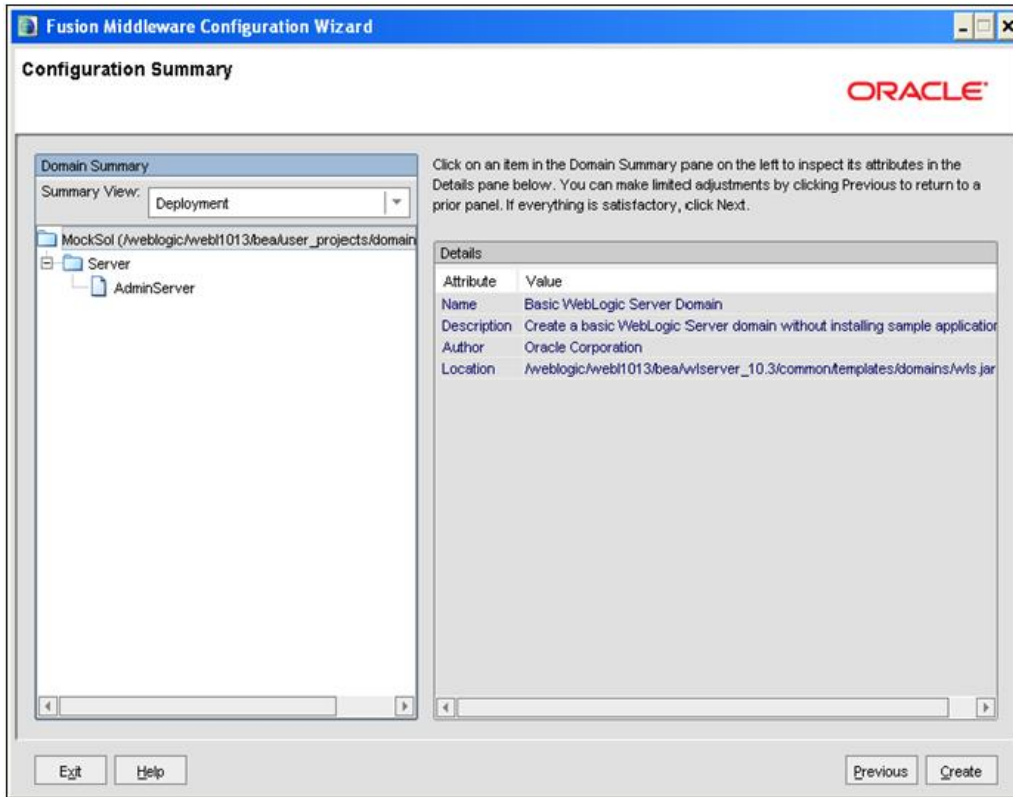 Fusion Middleware Configuration Wizard
Configuration Summary
ORACLE
Domain Summary
Summary View:
Deployment
MockSol (/weblogic/webl1013/bea/user_projects/domain
Server
AdminServer
Click on an item in the Domain Summary pane on the left to inspect its attributes in the
Details pane below. You can make limited adjustments by clicking Previous to return to a
prior panel. If everything is satisfactory, click Next.
Details
Attribute Value
Name Basic WebLogic Server Domain
Description Create a basic WebLogic Server domain without installing sample application
Author Oracle Corporation
Location /weblogic/webl1013/bea/wlserver_10.3/common/templates/domains/wls.jar
Exit Help Previous Create